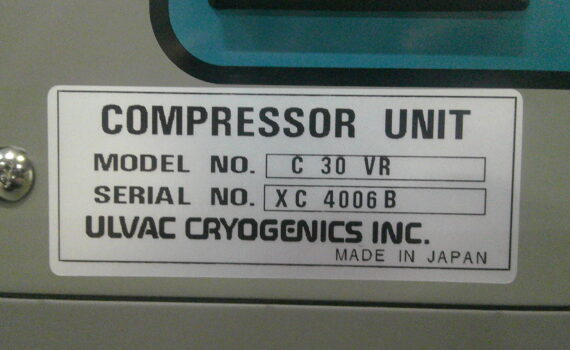 COMPRESSOR UNIT
MODEL NO. C 30 VR
SERIAL NO. XC 4006B
ULVAC CRYOGENICS INC.
MADE IN JAPAN